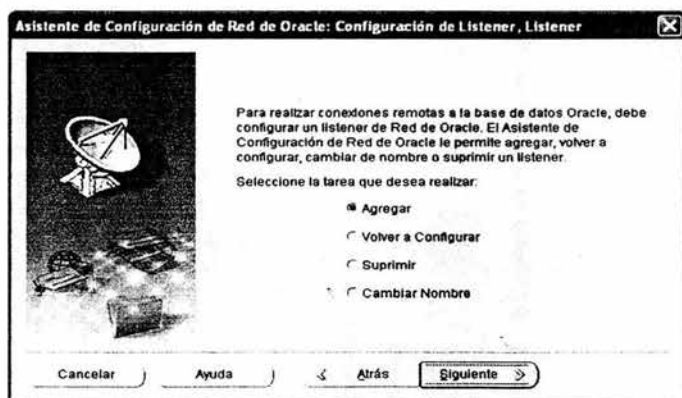 Asistente de Configuración de Red de Oracle: Configuración de Listener, Listener
Para realizar conexiones remotas a la base de datos Oracle, debe
configurar un listener de Red de Oracle. El Asistente de
Configuración de Red de Oracle le permite agregar, volver a
configurar, cambiar de nombre o suprimir un listener.
Seleccione la tarea que desea realizar:
Agregar
Volver a Configurar
Suprimir
Cambiar Nombre
Cancelar Ayuda Atrás Siguiente